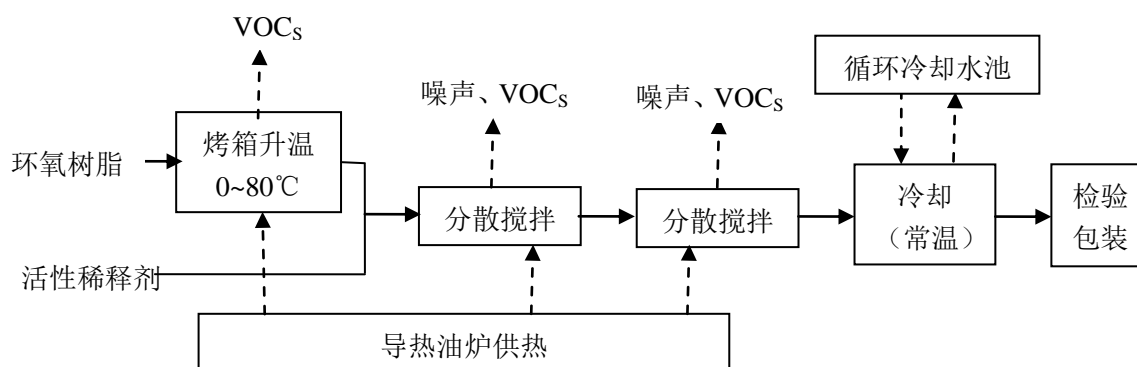 VOCs
噪声、VOCs
噪声、VOCs
循环冷却水池
环氧树脂
烤箱升温
0~80℃
分散搅拌
分散搅拌
冷却
（常温）
检验
包装
活性稀释剂
导热油炉供热